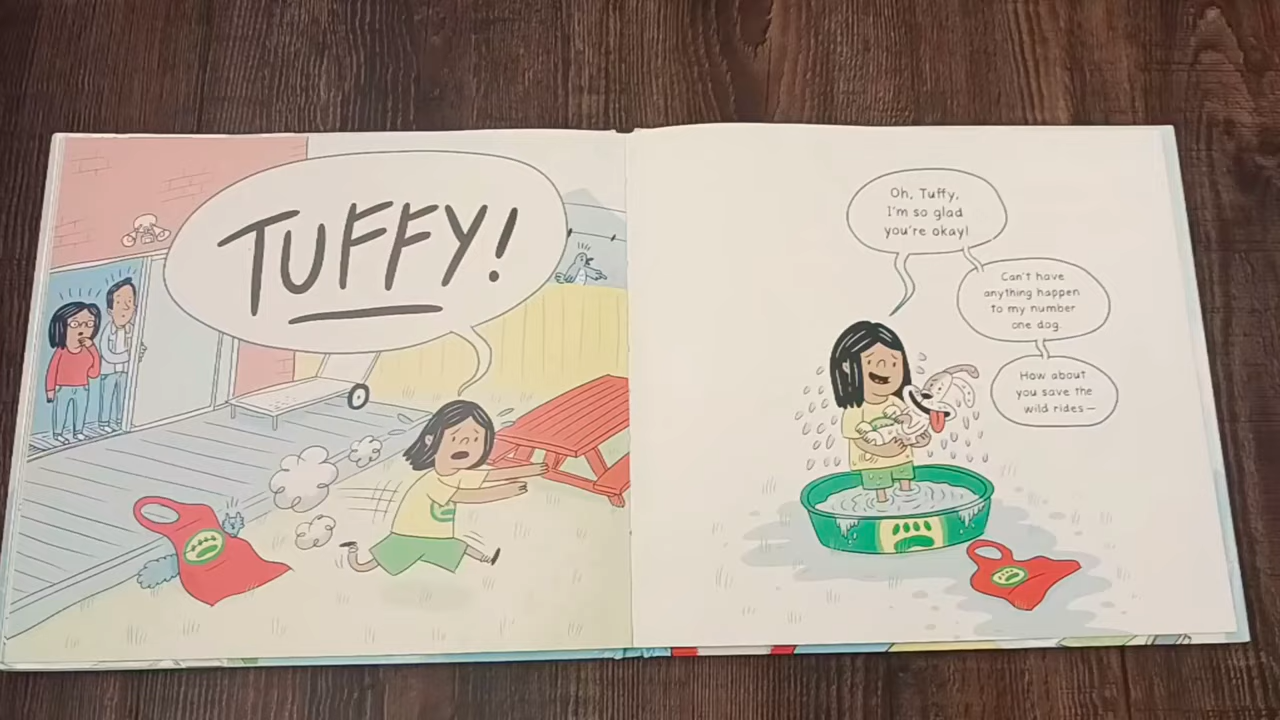 TUFFY!
Oh, Tuffy,
I'm so glad
you're okay!
Can't have
anything happen
to my number
one dog.
How about
you save the
wild rides—